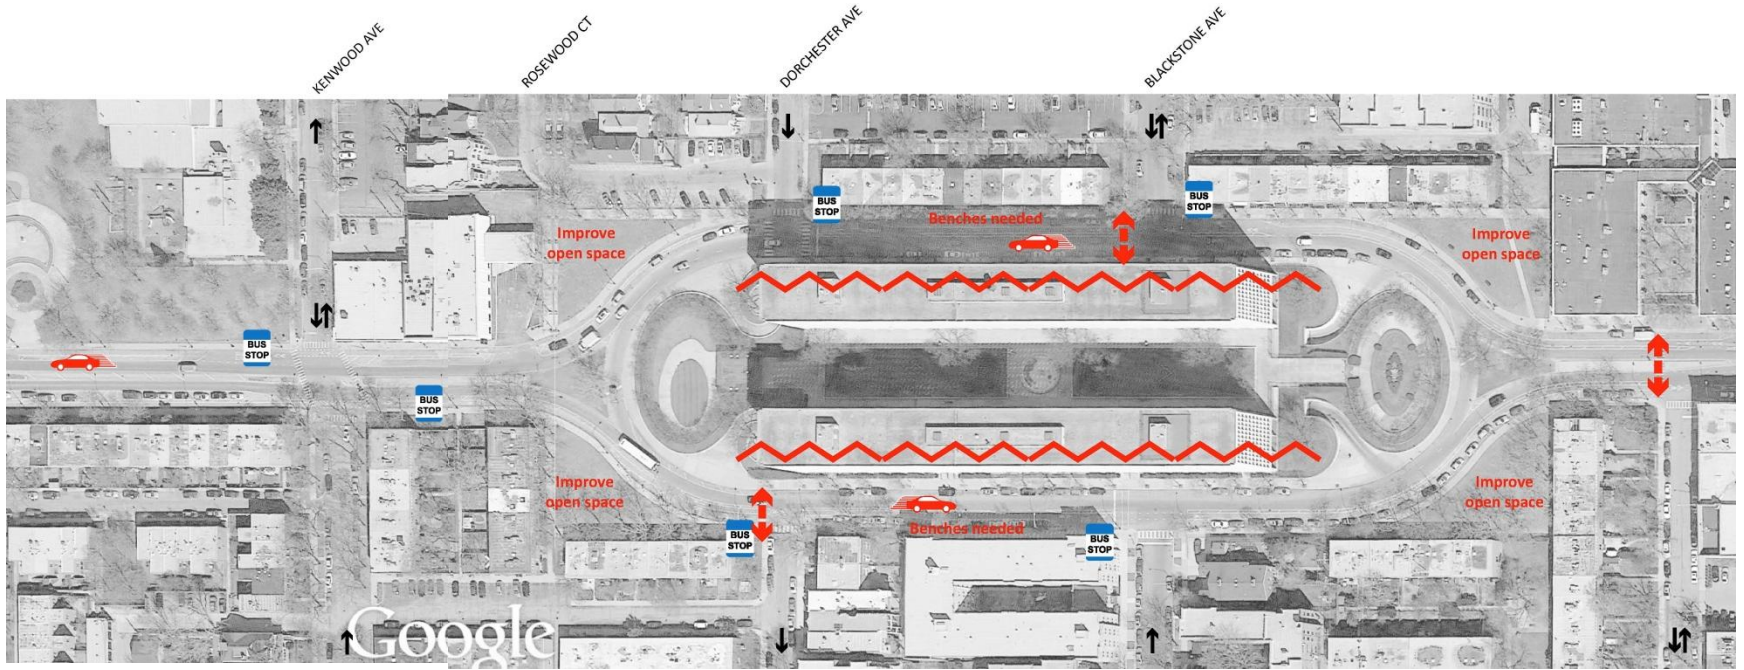 KENWOOD AVE
ROSEWOOD CT
DORCHESTER AVE
BLACKSTONE AVE
BUS
STOP
BUS
STOP
Benches needed
Improve
open space
Improve
open space
BUS
STOP
BUS
STOP
Improve
open space
Improve
open space
BUS
STOP
Benches needed
BUS
STOP
Google